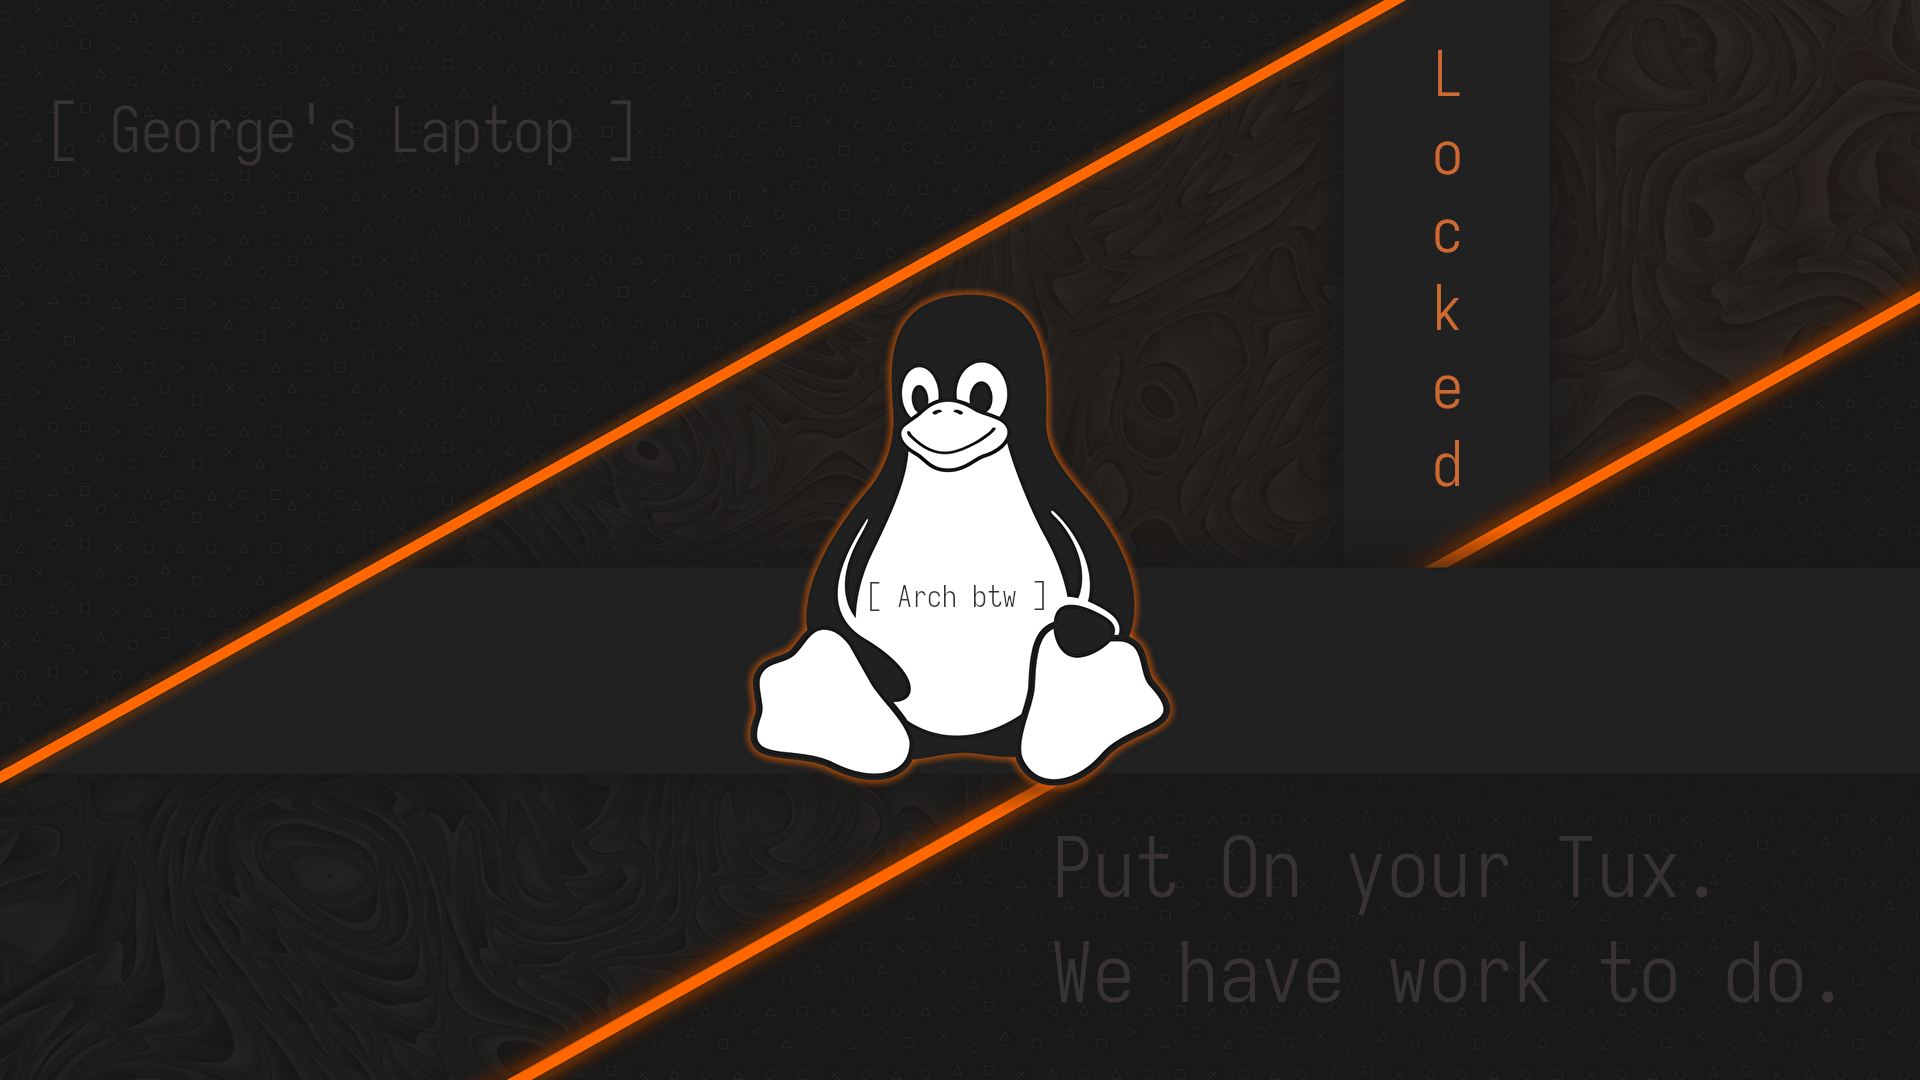 [ George's Laptop ]
Locked
[ Arch btw ]
Put On your Tux.
We have work to do.